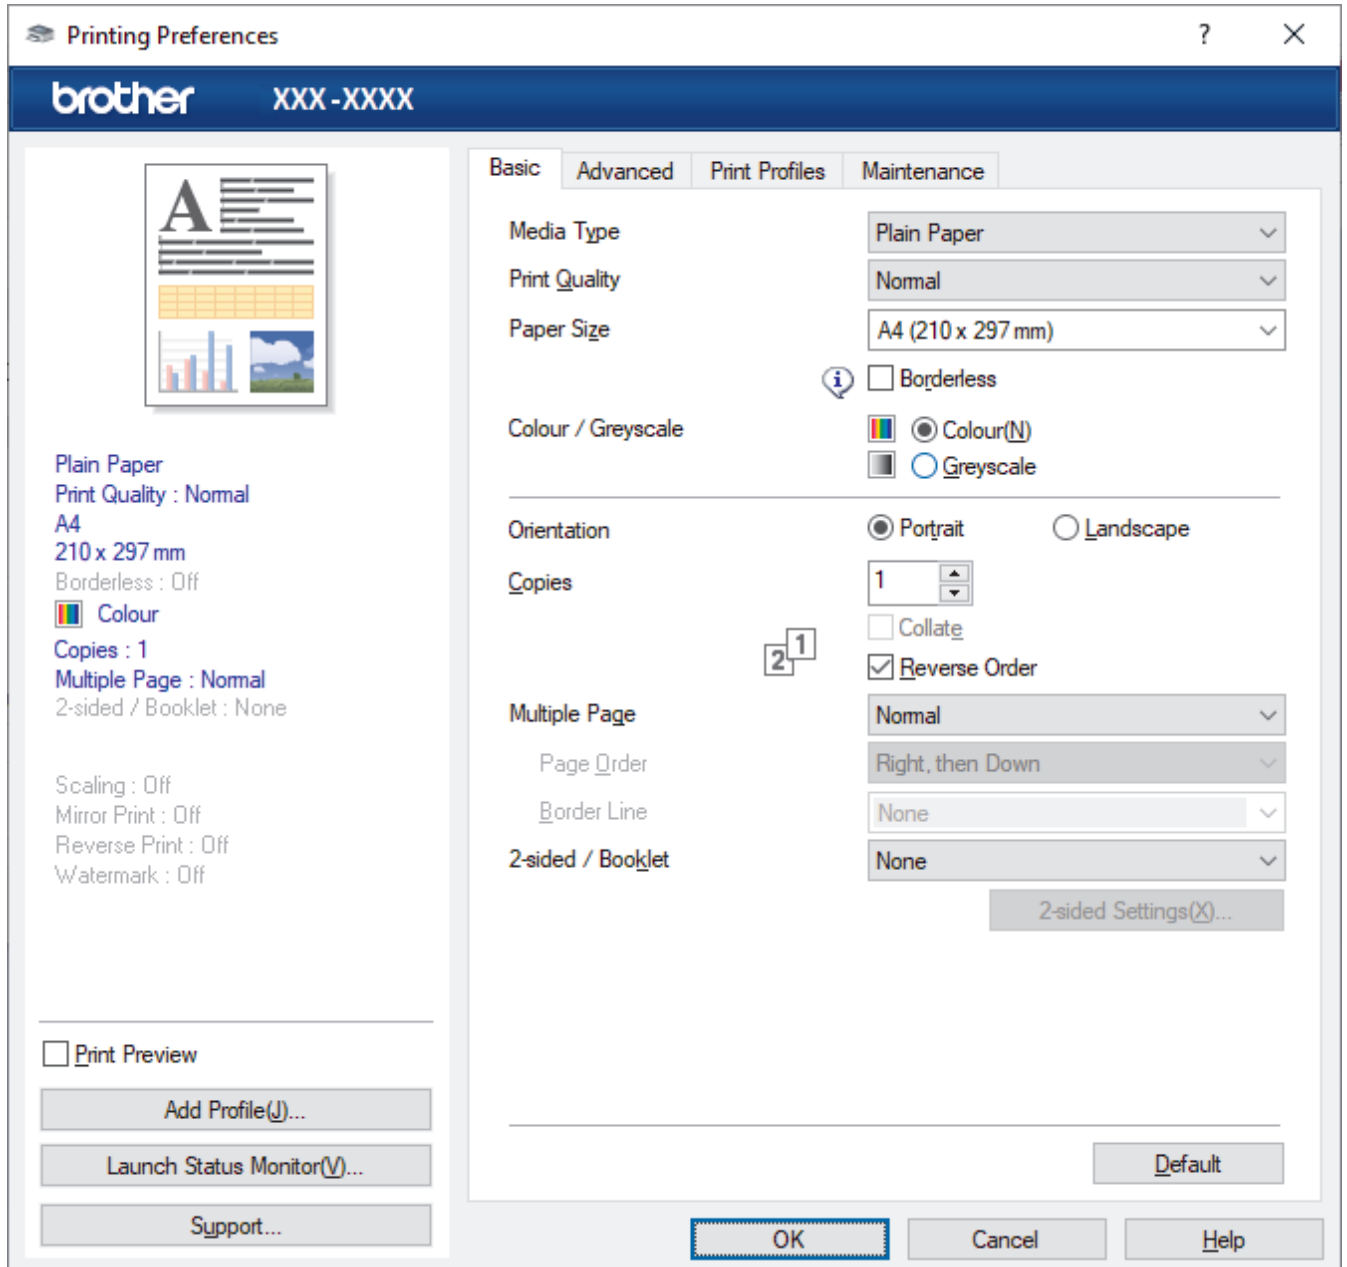 Printing Preferences
?
brother XXX-XXXX
A
Plain Paper
Print Quality : Normal
A4
210 x 297 mm
Borderless : Off
Colour
Copies : 1
Multiple Page : Normal
2-sided / Booklet : None
Scaling : Off
Mirror Print : Off
Reverse Print : Off
Watermark : Off
Print Preview
Add Profile(J)...
Launch Status Monitor(V)...
Support...
Basic Advanced Print Profiles Maintenance
Media Type Plain Paper
Print Quality Normal
Paper Size A4 (210 x 297 mm)
i Borderless
Colour / Greyscale Colour(N)
Greyscale
Orientation Portrait Landscape
Copies 1
Collate
2 1
Reverse Order
Multiple Page Normal
Page Order Right, then Down
Border Line None
2-sided / Booklet None
2-sided Settings(X)...
Default
OK Cancel Help